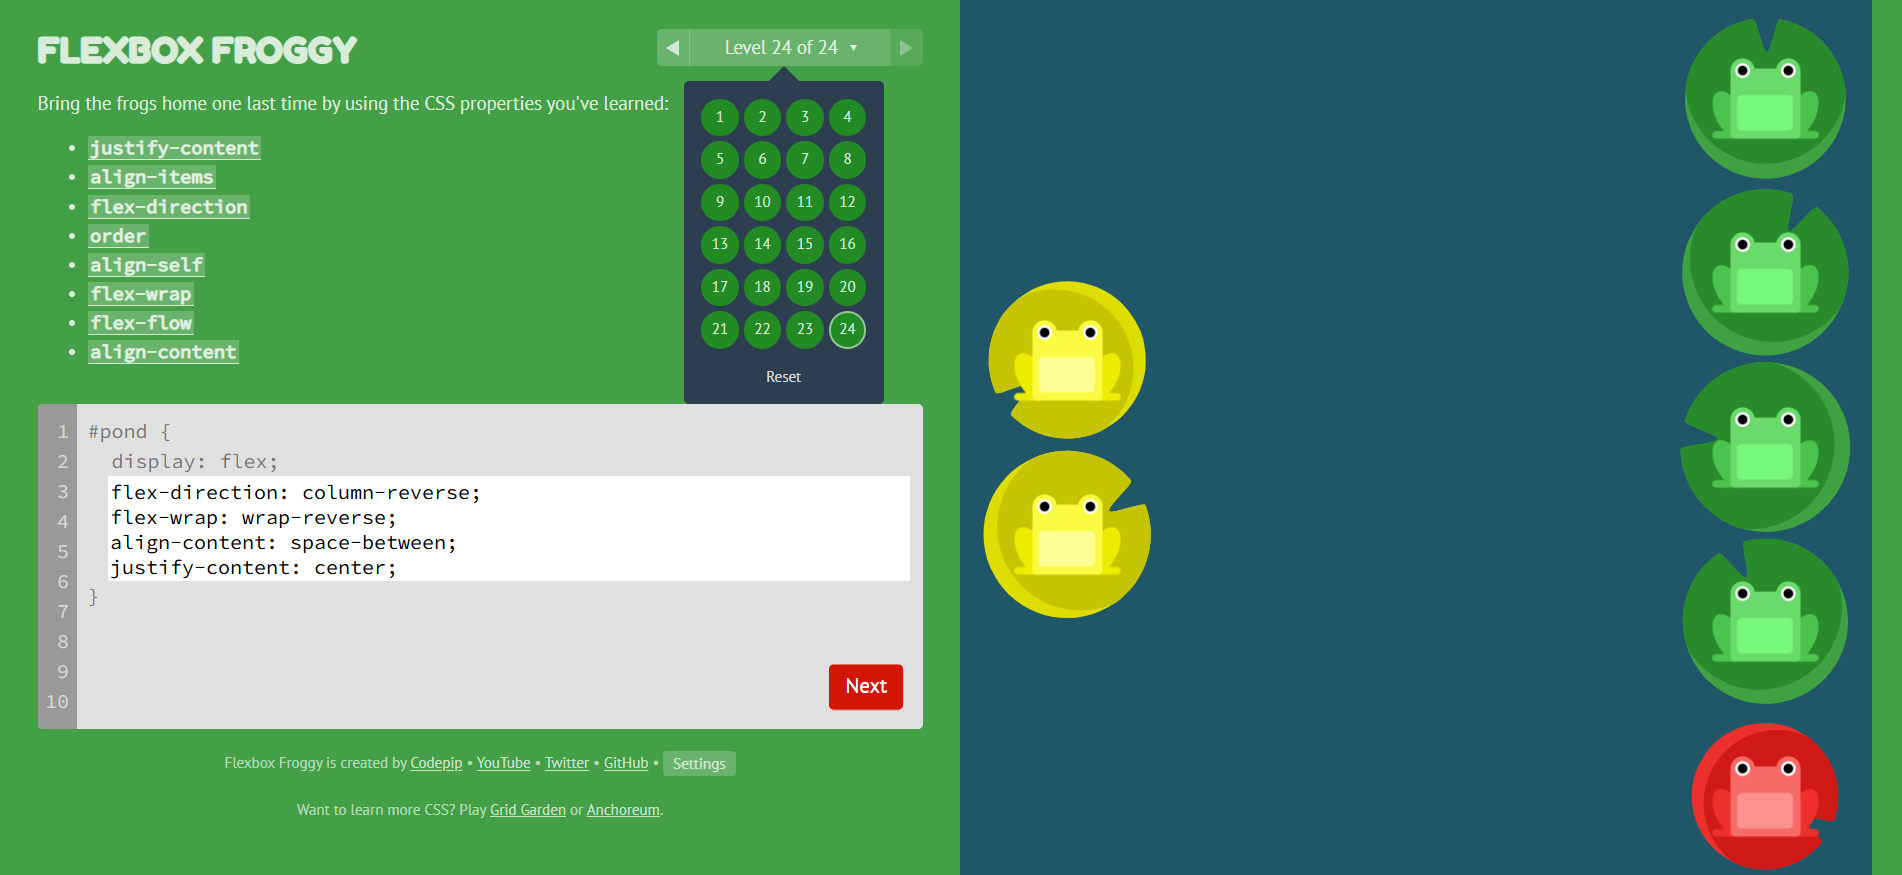 FLEXBOX FROGGY
◀ Level 24 of 24 ▼ ▶
Bring the frogs home one last time by using the CSS properties you've learned:
• justify-content
• align-items
• flex-direction
• order
• align-self
• flex-wrap
• flex-flow
• align-content
1 2 3 4
5 6 7 8
9 10 11 12
13 14 15 16
17 18 19 20
21 22 23 24
Reset
1 #pond {
2 display: flex;
3 flex-direction: column-reverse;
4 flex-wrap: wrap-reverse;
5 align-content: space-between;
6 justify-content: center;
7 }
8
9
10
Next
Flexbox Froggy is created by Codepip • YouTube • Twitter • GitHub • Settings
Want to learn more CSS? Play Grid Garden or Anchoreum.